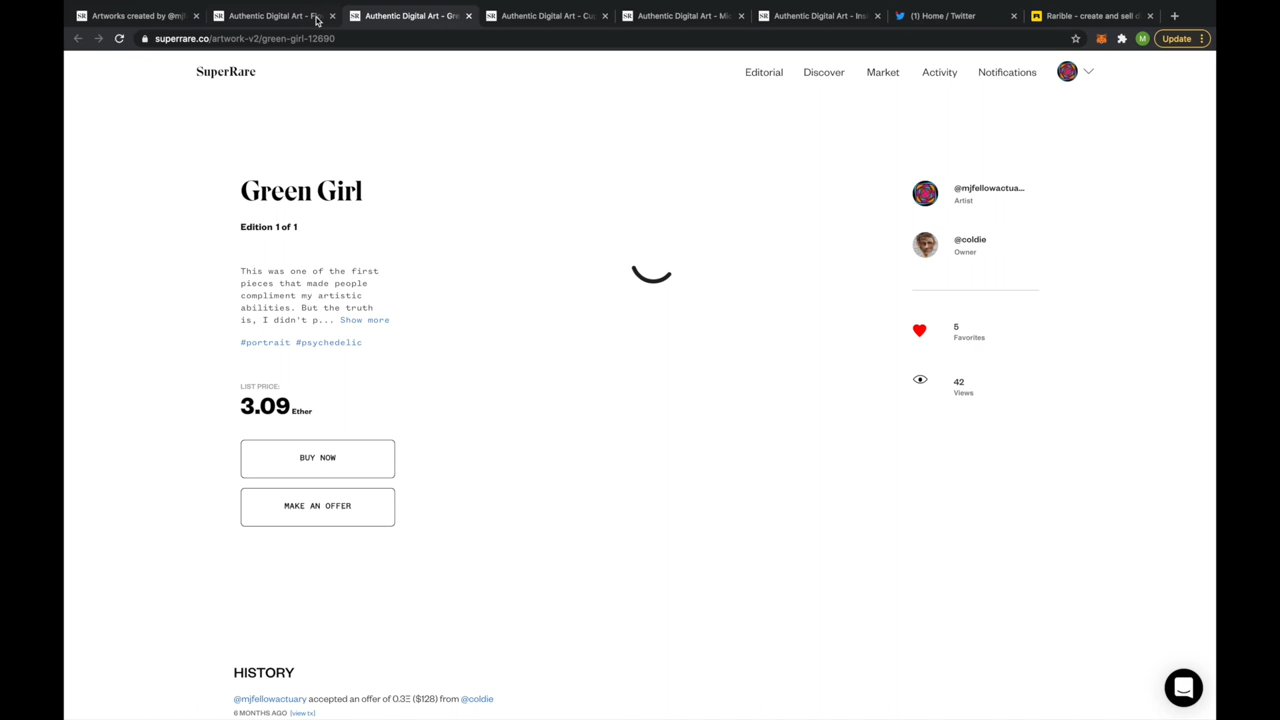 Artworks created by @mj
Authentic Digital Art - Fl
Authentic Digital Art - Gre
Authentic Digital Art - Cu
Authentic Digital Art - Mi
Authentic Digital Art - Ins
(1) Home / Twitter
Rarible - create and sell d
superrare.co/artwork-v2/green-girl-12690
M
Update
SuperRare
Editorial
Discover
Market
Activity
Notifications
Green Girl
Edition 1 of 1
This was one of the first
pieces that made people
compliment my artistic
abilities. But the truth
is, I didn't p... Show more
#portrait #psychedelic
LIST PRICE:
3.09 Ether
BUY NOW
MAKE AN OFFER
@mjfellowactua...
Artist
@coldie
Owner
5
Favorites
42
Views
HISTORY
@mjfellowactuary accepted an offer of 0.3Ξ ($128) from @coldie
6 MONTHS AGO [view tx]